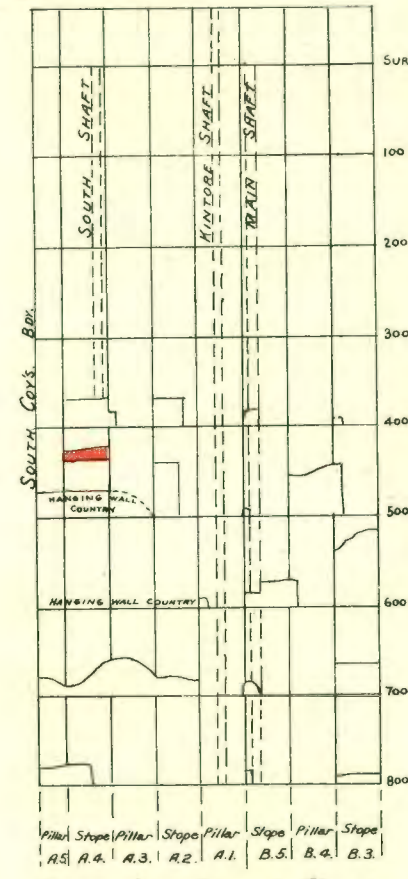 SUR
SOUTH SHAFT
KINTORE SHAFT
MAIN SHAFT
100
200
300
SOUTH COY'S. BDY.
400
HANGING WALL
COUNTRY
500
HANGING WALL COUNTRY
600
700
800
Pillar Stope Pillar Stope Pillar Stope Pillar Stope
A.5 A.4. A.3. A.2. A.1. B.5. B.4. B.3.